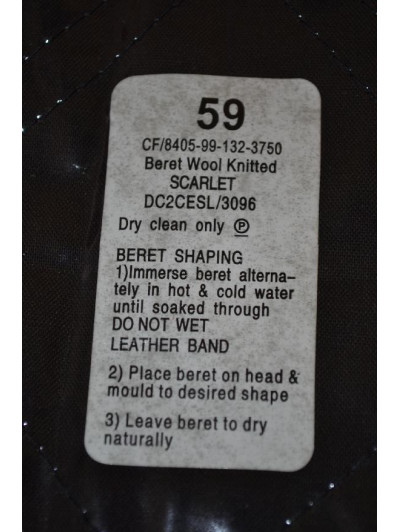 59
CF/8405-99-132-3750
Beret Wool Knitted
SCARLET
DC2CESL/3096
Dry clean only Ⓟ
BERET SHAPING
1)Immerse beret alterna-
tely in hot & cold water
until soaked through
DO NOT WET
LEATHER BAND
2) Place beret on head &
mould to desired shape
3) Leave beret to dry
naturally